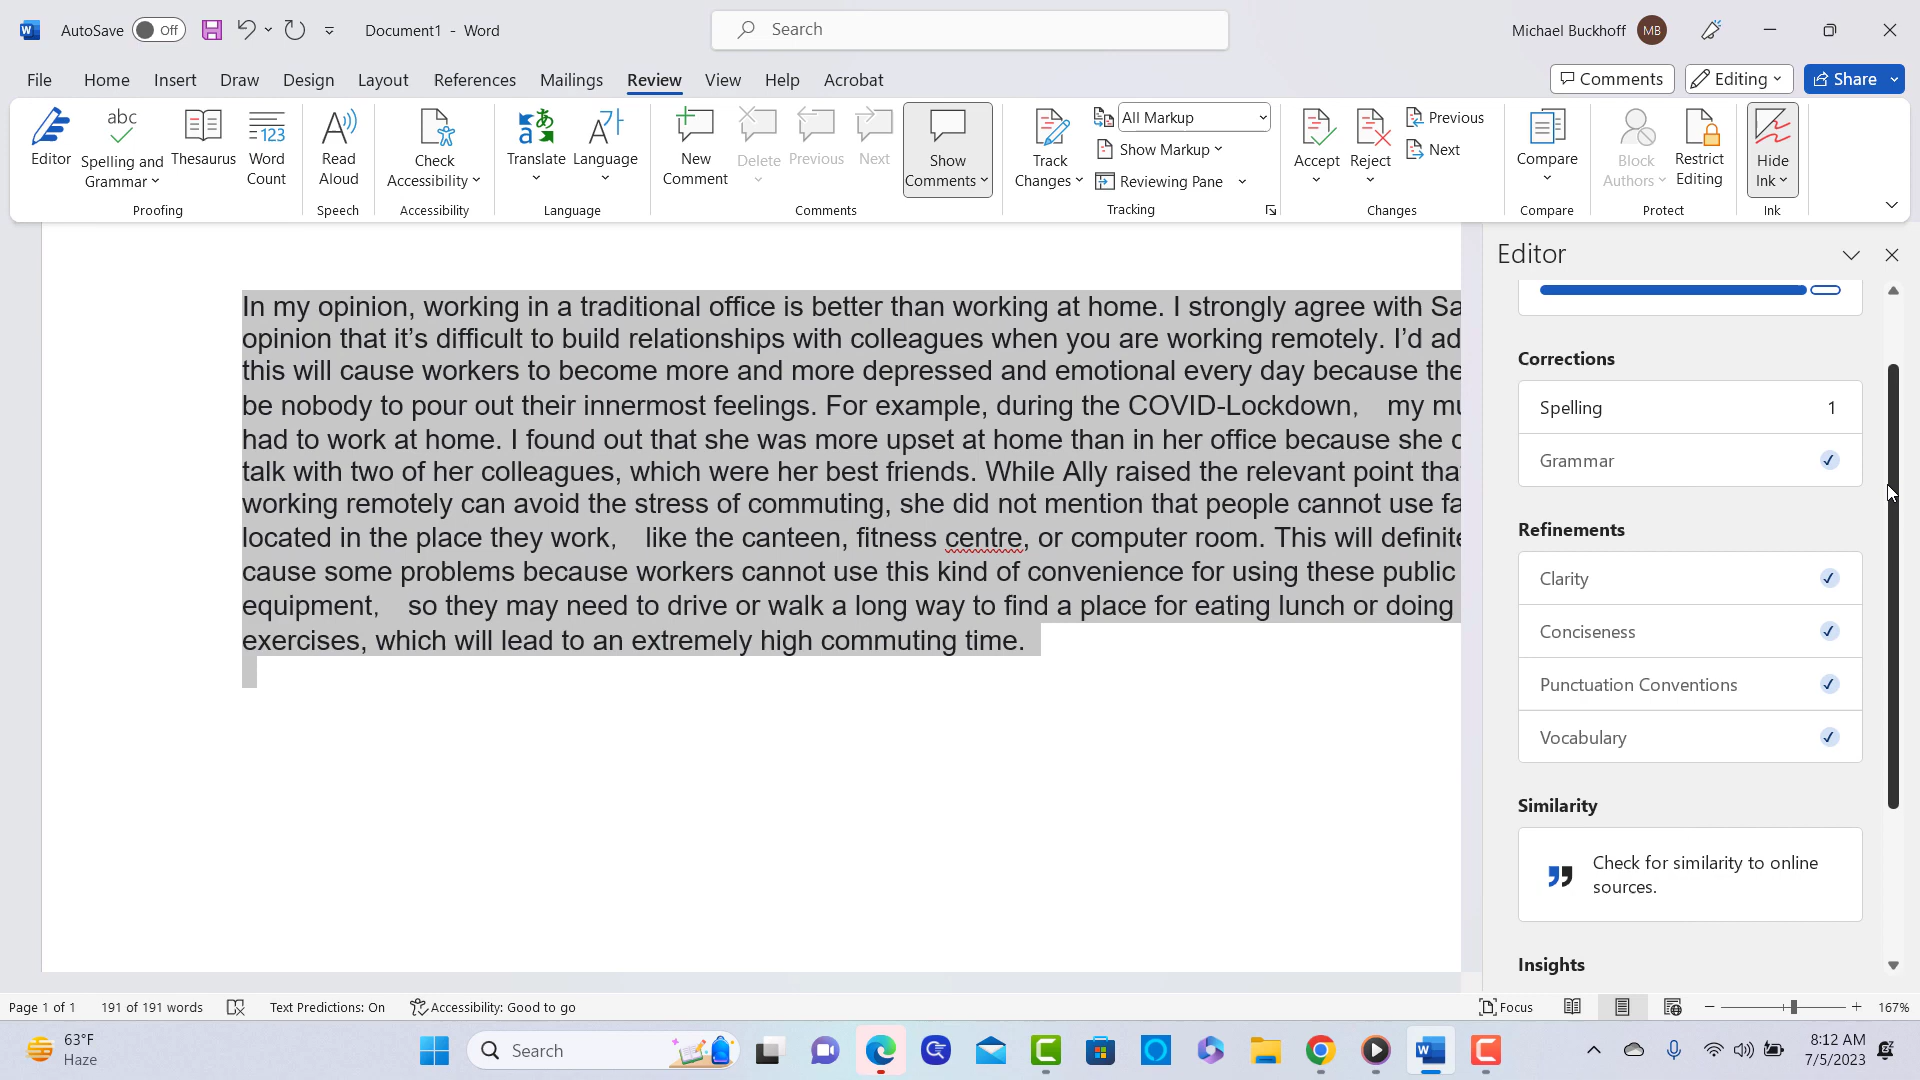 AutoSave Off Document1 - Word Search Michael Buckhoff MB
File Home Insert Draw Design Layout References Mailings Review View Help Acrobat Comments Editing Share
Editor
Spelling and Grammar
Thesaurus
Word Count
Proofing
Read Aloud
Speech
Check Accessibility
Accessibility
Translate
Language
Language
New Comment
Delete
Previous
Next
Show Comments
Comments
Track Changes
All Markup
Show Markup
Reviewing Pane
Tracking
Accept
Reject
Previous
Next
Changes
Compare
Compare
Block Authors
Restrict Editing
Protect
Hide Ink
Ink
In my opinion, working in a traditional office is better than working at home. I strongly agree with Sa
opinion that it’s difficult to build relationships with colleagues when you are working remotely. I’d ad
this will cause workers to become more and more depressed and emotional every day because the
be nobody to pour out their innermost feelings. For example, during the COVID-Lockdown, my mu
had to work at home. I found out that she was more upset at home than in her office because she c
talk with two of her colleagues, which were her best friends. While Ally raised the relevant point tha
working remotely can avoid the stress of commuting, she did not mention that people cannot use fa
located in the place they work, like the canteen, fitness centre, or computer room. This will definite
cause some problems because workers cannot use this kind of convenience for using these public
equipment, so they may need to drive or walk a long way to find a place for eating lunch or doing
exercises, which will lead to an extremely high commuting time.
Editor
Corrections
Spelling 1
Grammar
Refinements
Clarity
Conciseness
Punctuation Conventions
Vocabulary
Similarity
Check for similarity to online
sources.
Insights
Page 1 of 1 191 of 191 words Text Predictions: On Accessibility: Good to go Focus 167%
63°F
Haze
Search
8:12 AM
7/5/2023